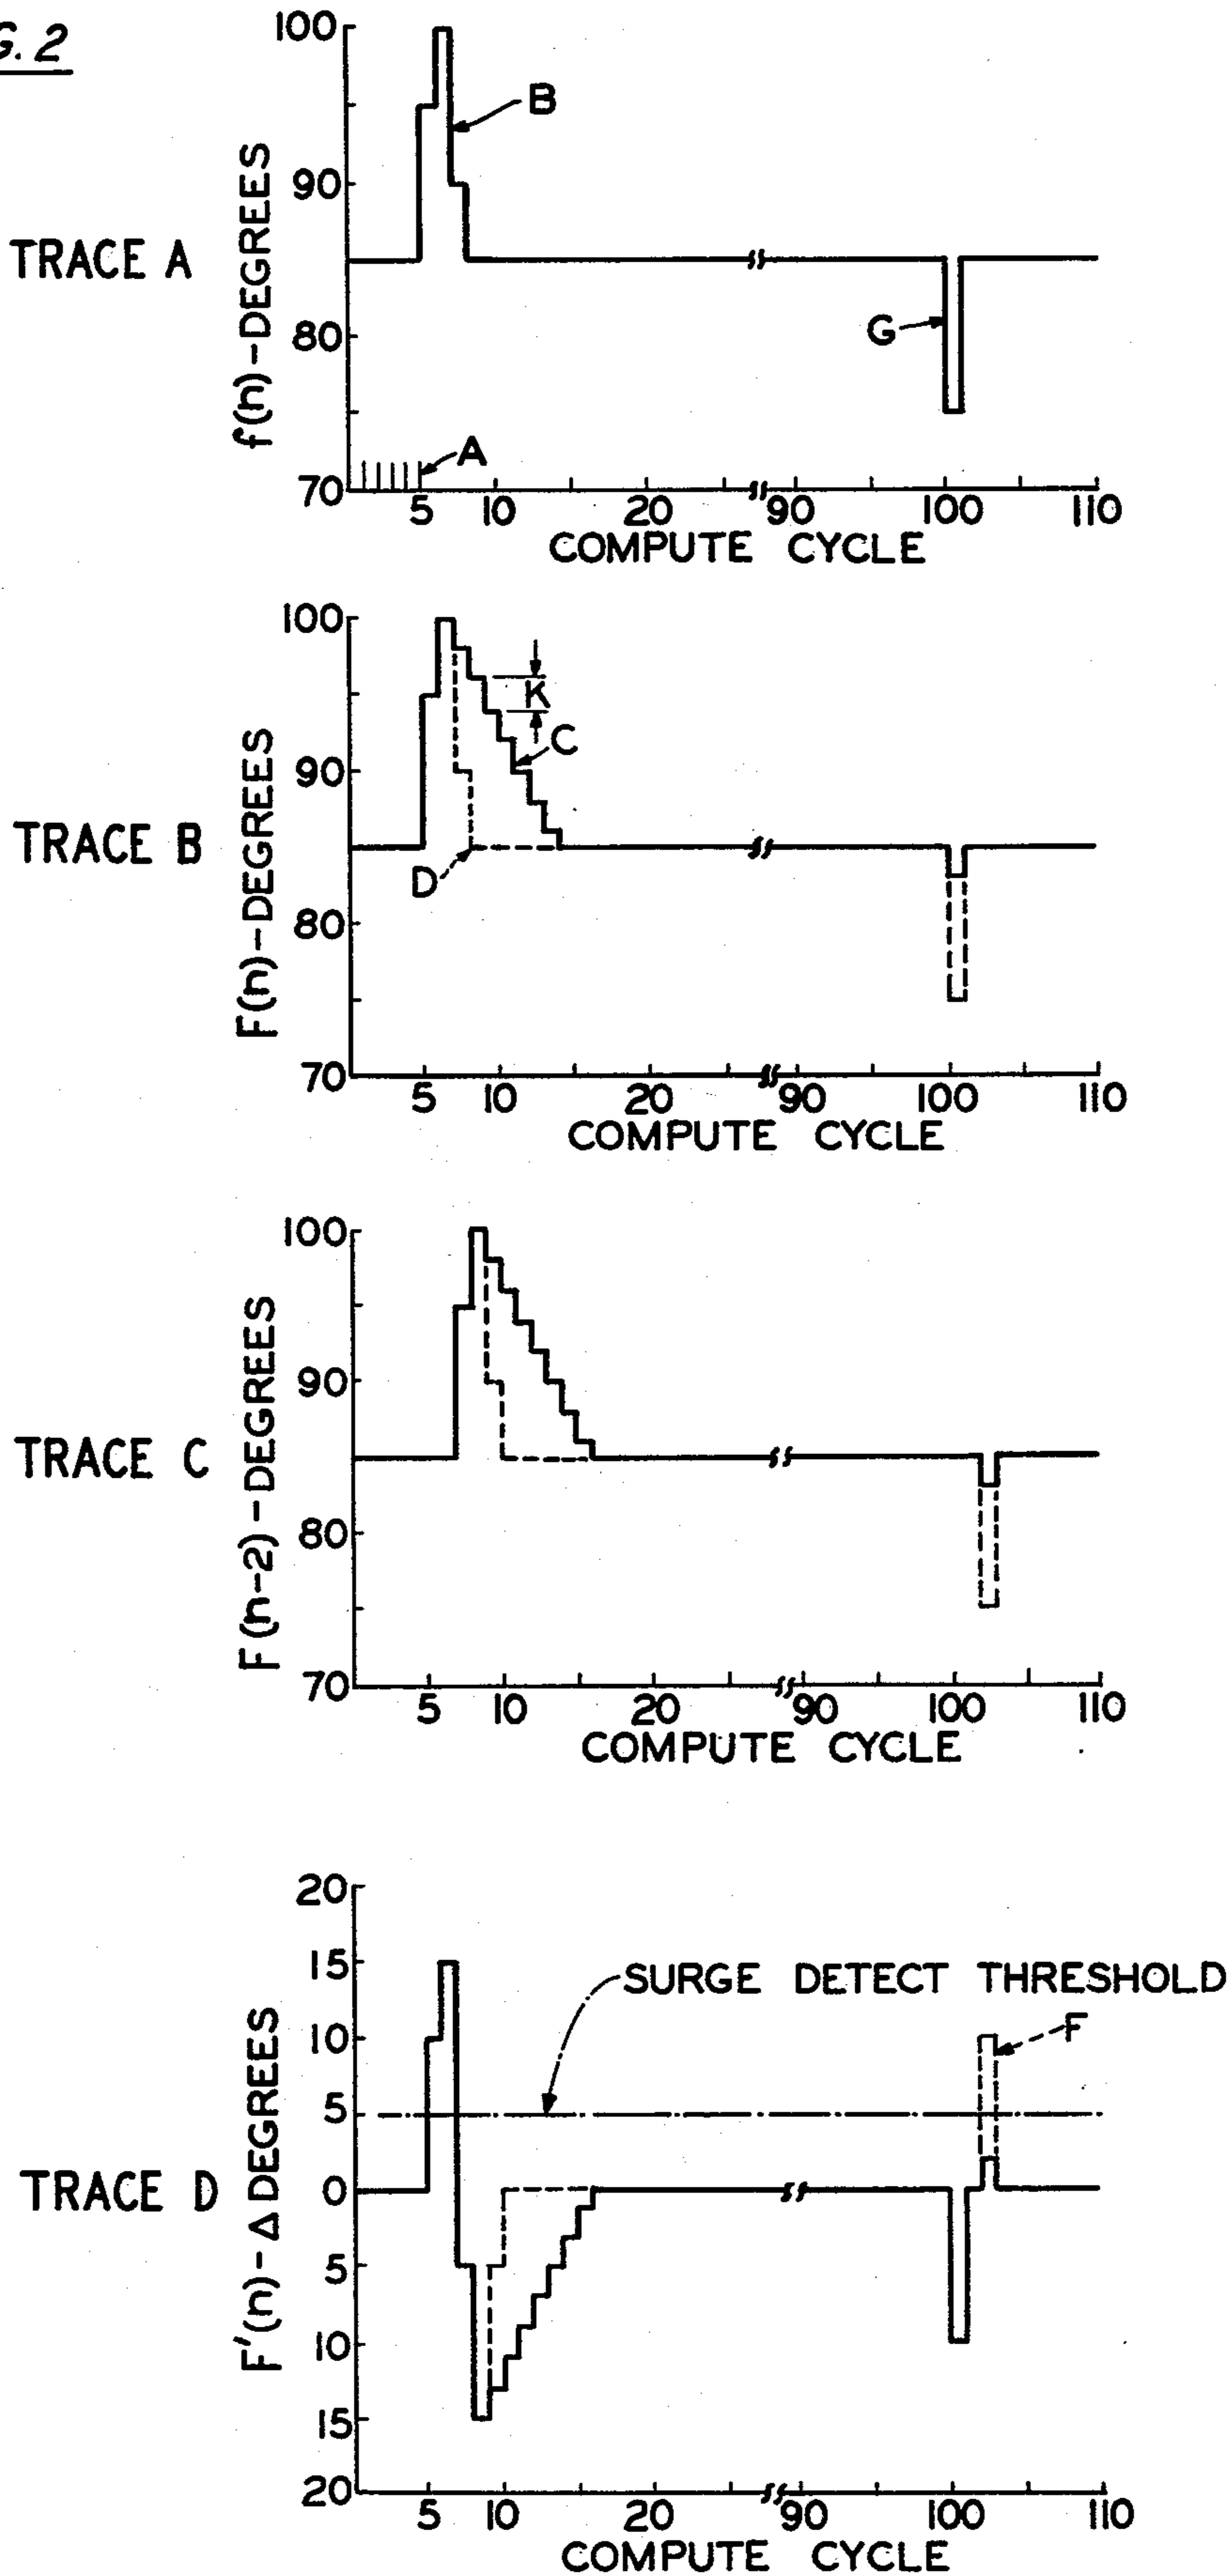 G. 2
TRACE A
f(n)-DEGREES
100
90
80
70
B
G
A
5 10 20 90 100 110
COMPUTE CYCLE
TRACE B
F(n)-DEGREES
100
90
80
70
K
C
D
5 10 20 90 100 110
COMPUTE CYCLE
TRACE C
F(n-2)-DEGREES
100
90
80
70
5 10 20 90 100 110
COMPUTE CYCLE
TRACE D
F'(n)-Δ DEGREES
20
15
10
5
0
5
10
15
20
SURGE DETECT THRESHOLD
F
5 10 20 90 100 110
COMPUTE CYCLE